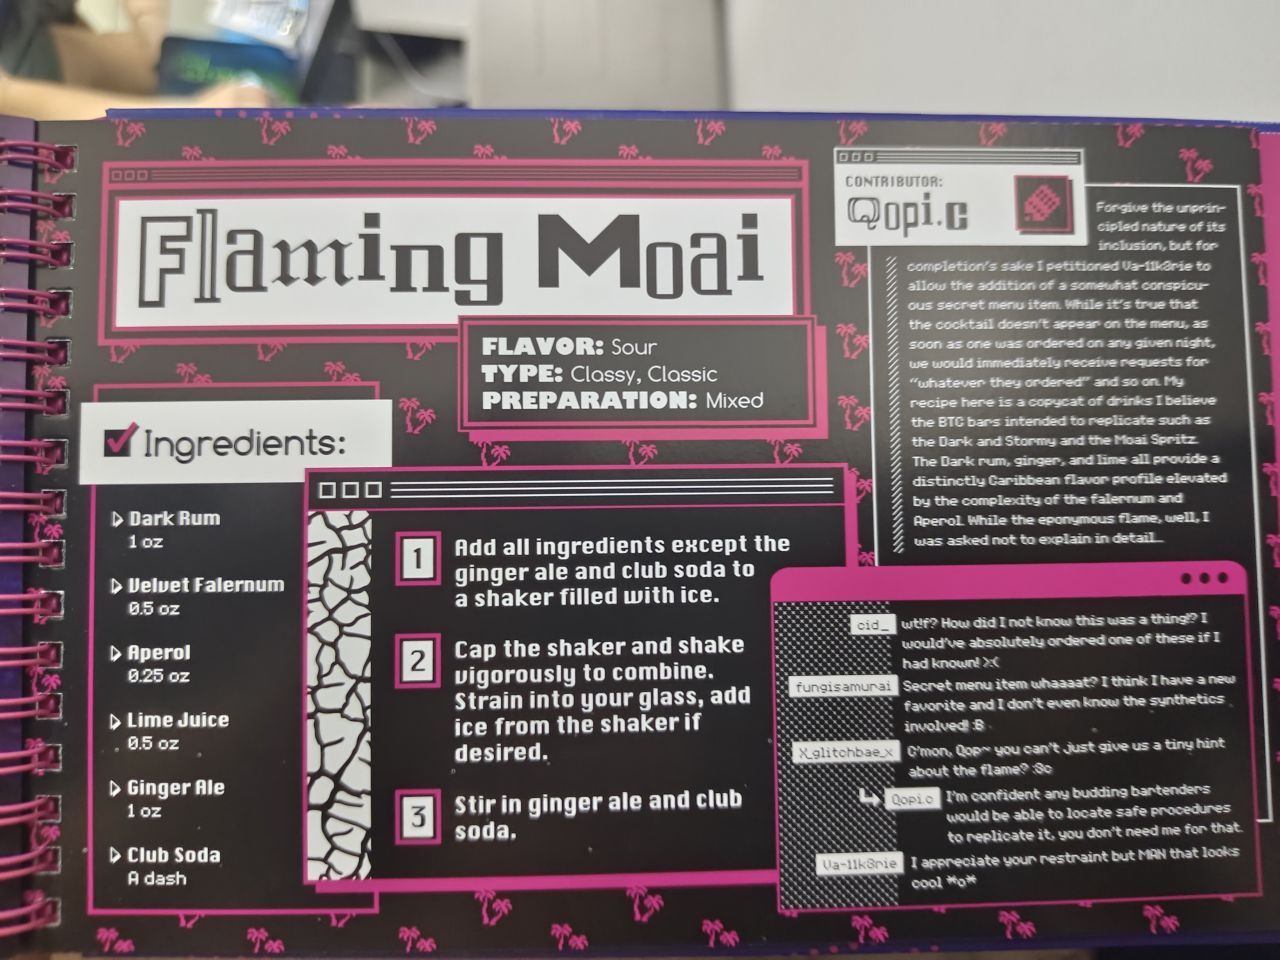 Flaming Moai
FLAVOR: Sour
TYPE: Classy, Classic
PREPARATION: Mixed
Ingredients:
Dark Rum
1 oz
Velvet Falernum
0.5 oz
Aperol
0.25 oz
Lime Juice
0.5 oz
Ginger Ale
1 oz
Club Soda
A dash
1
Add all ingredients except the
ginger ale and club soda to
a shaker filled with ice.
2
Cap the shaker and shake
vigorously to combine.
Strain into your glass, add
ice from the shaker if
desired.
3
Stir in ginger ale and club
soda.
CONTRIBUTOR:
Qopi.c
Forgive the unprin-
cipled nature of its
inclusion, but for
completion's sake I petitioned Va-11k3rie to
allow the addition of a somewhat conspicu-
ous secret menu item. While it's true that
the cocktail doesn't appear on the menu, as
soon as one was ordered on any given night,
we would immediately receive requests for
"whatever they ordered" and so on. My
recipe here is a copycat of drinks I believe
the BTC bars intended to replicate such as
the Dark and Stormy and the Moai Spritz.
The Dark rum, ginger, and lime all provide a
distinctly Caribbean flavor profile elevated
by the complexity of the falernum and
Aperol. While the eponymous flame, well, I
was asked not to explain in detail...
cid_ wt!f? How did I not know this was a thing!? I
would've absolutely ordered one of these if I
had known! >:(
fungisamurai Secret menu item whaaaat? I think I have a new
favorite and I don't even know the synthetics
involved! :B
X_glitchbae_x C'mon, Qop~ you can't just give us a tiny hint
about the flame? :3c
Qopi.c I'm confident any budding bartenders
would be able to locate safe procedures
to replicate it, you don't need me for that.
Va-11k3rie I appreciate your restraint but MAN that looks
cool *^o^*